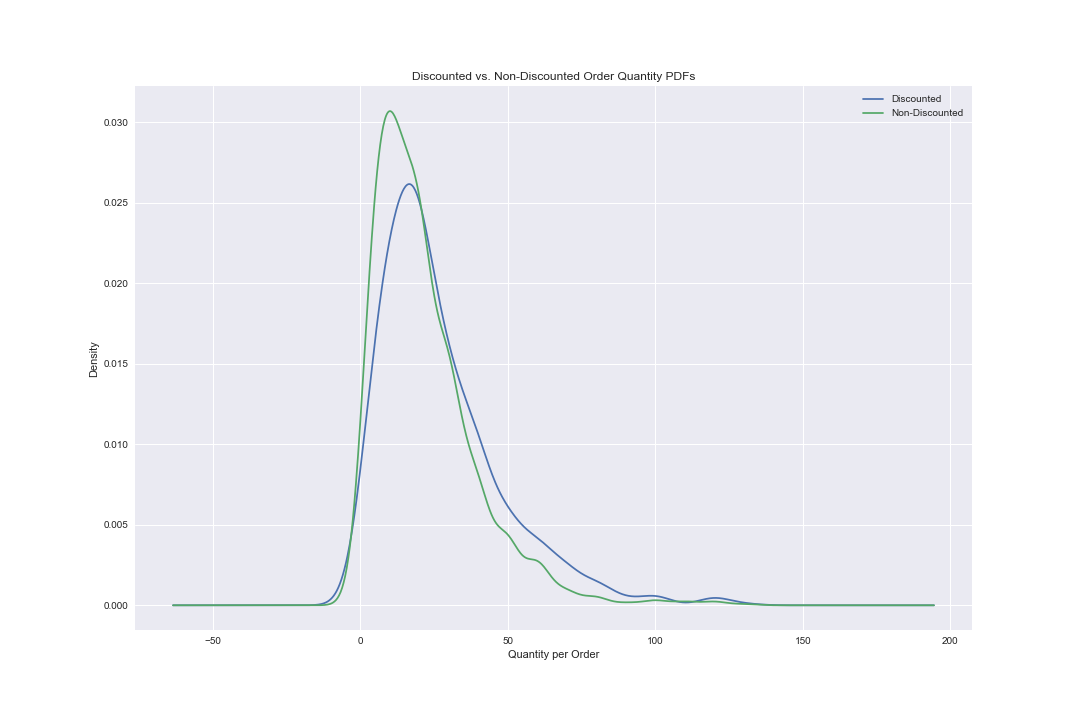 Discounted vs. Non-Discounted Order Quantity PDFs
Discounted
Non-Discounted
0.030
0.025
0.020
0.015
0.010
0.005
0.000
Density
−50
0
50
100
150
200
Quantity per Order